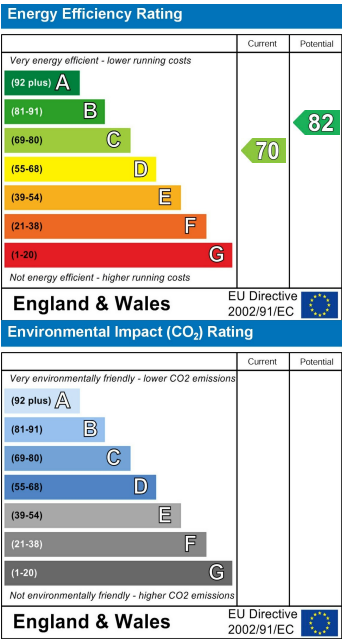 Energy Efficiency Rating
Current Potential
Very energy efficient - lower running costs
(92 plus) A
(81-91) B
(69-80) C
(55-68) D
(39-54) E
(21-38) F
(1-20) G
70
82
Not energy efficient - higher running costs
England & Wales
EU Directive
2002/91/EC
Environmental Impact (CO₂) Rating
Current Potential
Very environmentally friendly - lower CO2 emissions
(92 plus) A
(81-91) B
(69-80) C
(55-68) D
(39-54) E
(21-38) F
(1-20) G
Not environmentally friendly - higher CO2 emissions
England & Wales
EU Directive
2002/91/EC